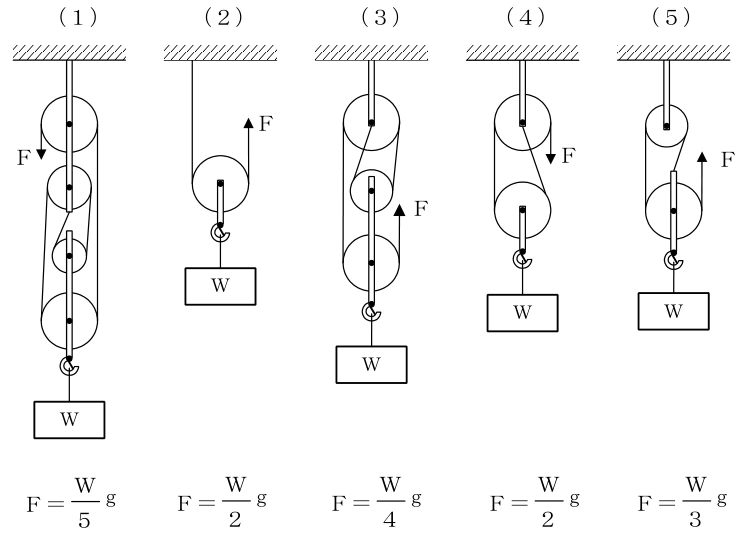 (1) (2) (3) (4) (5)
F F F F F
W W W W W
F = W/5 g F = W/2 g F = W/4 g F = W/2 g F = W/3 g